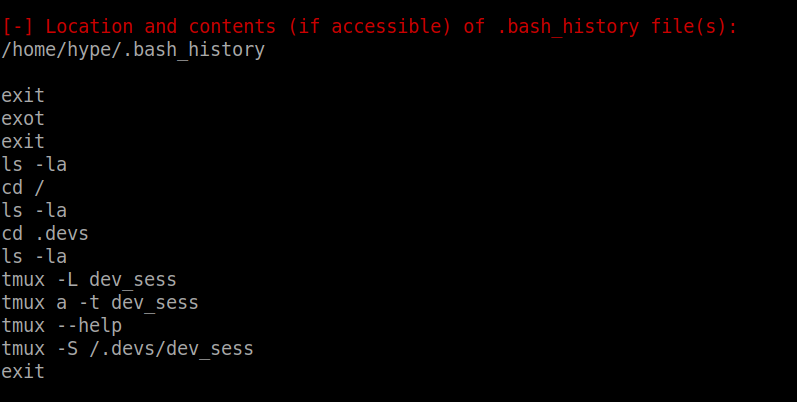 [-] Location and contents (if accessible) of .bash_history file(s):
/home/hype/.bash_history
exit
exot
exit
ls -la
cd /
ls -la
cd .devs
ls -la
tmux -L dev_sess
tmux a -t dev_sess
tmux --help
tmux -S /.devs/dev_sess
exit